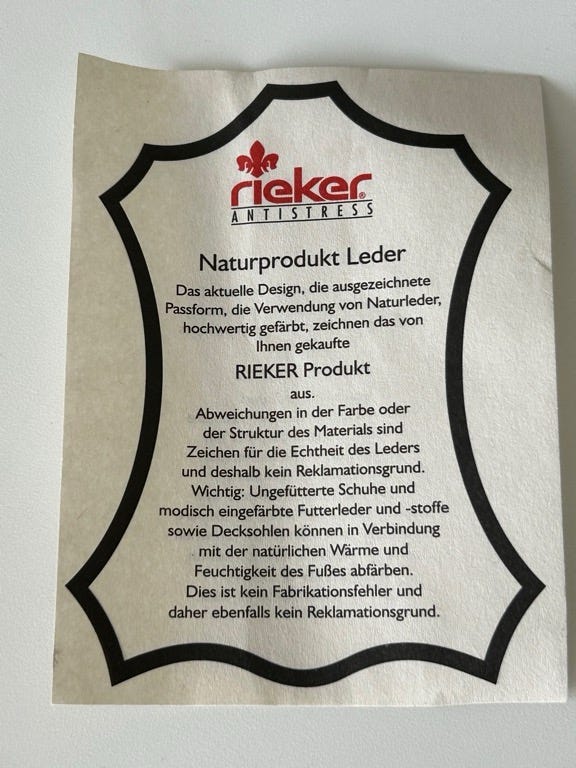 rieker®
ANTISTRESS
Naturprodukt Leder
Das aktuelle Design, die ausgezeichnete
Passform, die Verwendung von Naturleder,
hochwertig gefärbt, zeichnen das von
Ihnen gekaufte
RIEKER Produkt
aus.
Abweichungen in der Farbe oder
der Struktur des Materials sind
Zeichen für die Echtheit des Leders
und deshalb kein Reklamationsgrund.
Wichtig: Ungefütterte Schuhe und
modisch eingefärbte Futterleder und -stoffe
sowie Decksohlen können in Verbindung
mit der natürlichen Wärme und
Feuchtigkeit des Fußes abfärben.
Dies ist kein Fabrikationsfehler und
daher ebenfalls kein Reklamationsgrund.